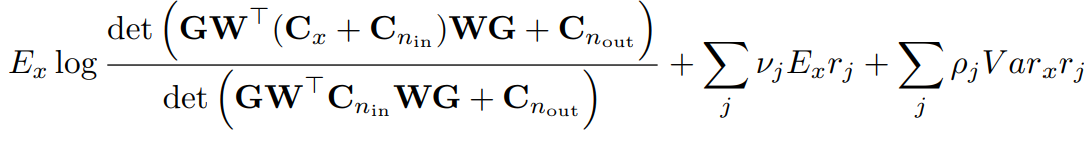 $E_x \log \frac{\det\left(\mathbf{G}\mathbf{W}^\top(\mathbf{C}_x + \mathbf{C}_{n_{\text{in}}})\mathbf{W}\mathbf{G} + \mathbf{C}_{n_{\text{out}}}\right)}{\det\left(\mathbf{G}\mathbf{W}^\top\mathbf{C}_{n_{\text{in}}}\mathbf{W}\mathbf{G} + \mathbf{C}_{n_{\text{out}}}\right)} + \sum_j \nu_j E_x r_j + \sum_j \rho_j Var_x r_j$